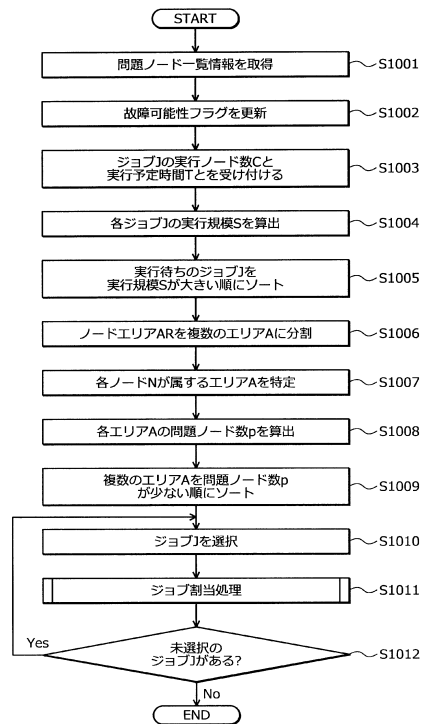 START
問題ノード一覧情報を取得
S1001
故障可能性フラグを更新
S1002
ジョブJの実行ノード数Cと
実行予定時間Tとを受け付ける
S1003
各ジョブJの実行規模Sを算出
S1004
実行待ちのジョブJを
実行規模Sが大きい順にソート
S1005
ノードエリアARを複数のエリアAに分割
S1006
各ノードNが属するエリアAを特定
S1007
各エリアAの問題ノード数pを算出
S1008
複数のエリアAを問題ノード数p
が少ない順にソート
S1009
ジョブJを選択
S1010
ジョブ割当処理
S1011
未選択の
ジョブJがある?
S1012
Yes
No
END